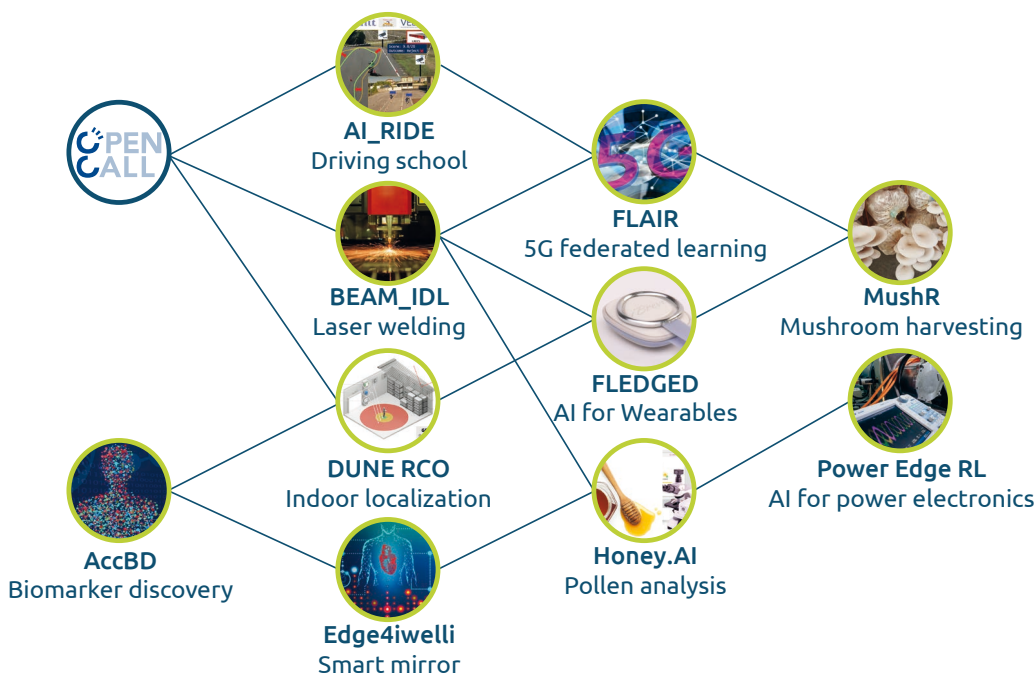 OPEN
CALL
AI_RIDE
Driving school
BEAM_IDL
Laser welding
DUNE RCO
Indoor localization
AccBD
Biomarker discovery
Edge4iwelli
Smart mirror
5G
FLAIR
5G federated learning
FLEDGED
AI for Wearables
Honey.AI
Pollen analysis
MushR
Mushroom harvesting
Power Edge RL
AI for power electronics